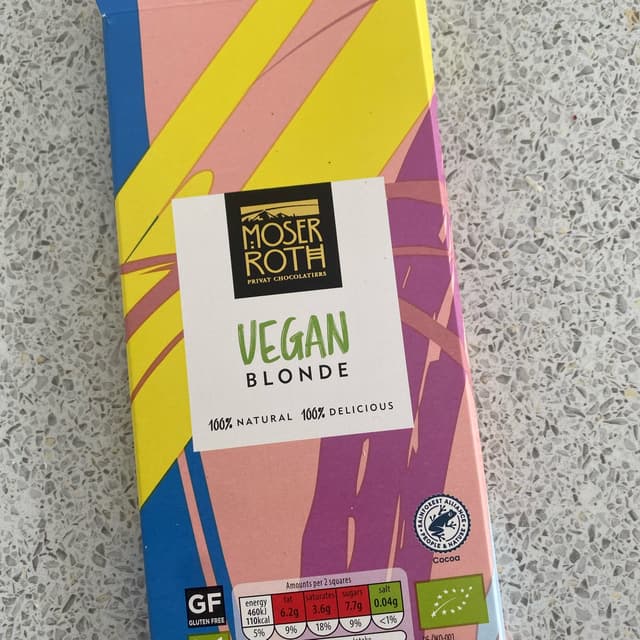 MOSER
ROTH
PRIVAT CHOCOLATIERS
VEGAN
BLONDE
100% NATURAL 100% DELICIOUS
RAINFOREST ALLIANCE
PEOPLE & NATURE
Cocoa
GF
GLUTEN FREE
Amounts per 2 squares
energy fat saturates sugars salt
460kJ 6.2g 3.6g 7.7g 0.04g
110kcal
5% 9% 18% 9% <1%